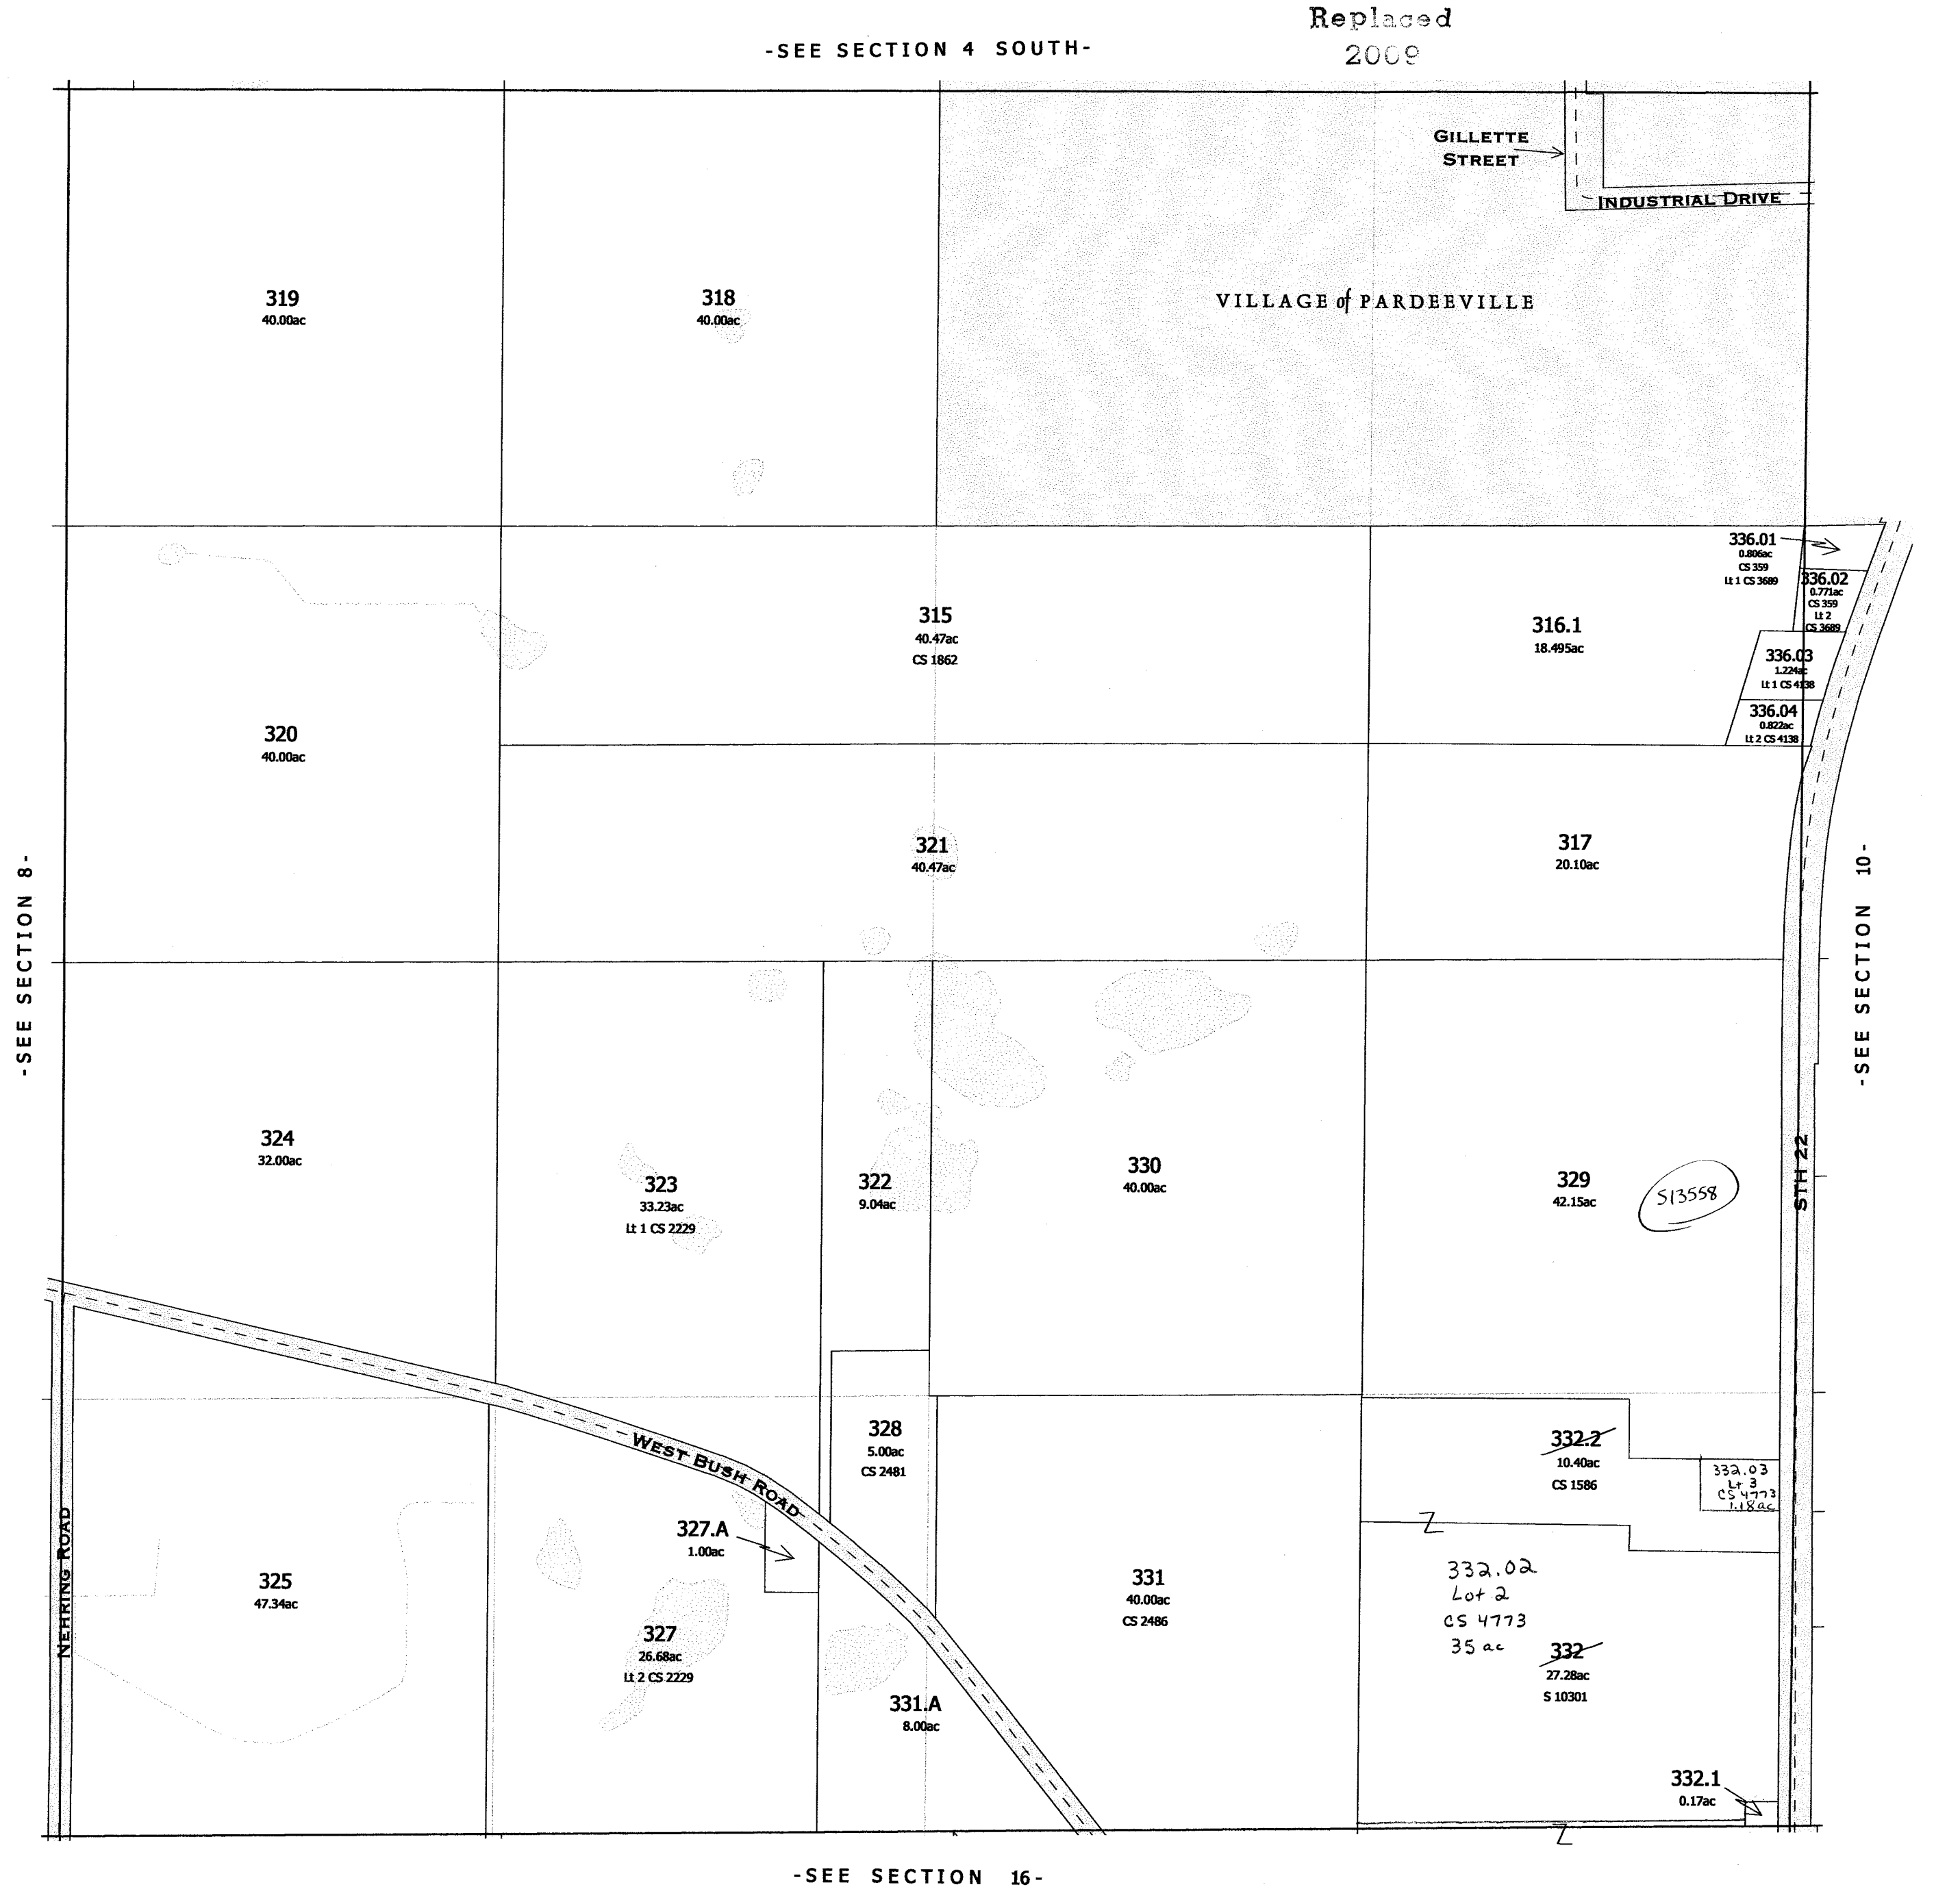 Replaced
2009
-SEE SECTION 4 SOUTH-
GILLETTE
STREET
INDUSTRIAL DRIVE
319
40.00ac
318
40.00ac
VILLAGE of PARDEEVILLE
336.01
0.806ac
CS 359
Lt 1 CS 3689
336.02
0.771ac
CS 359
Lt 2
CS 3689
315
40.47ac
CS 1862
316.1
18.495ac
336.03
1.224ac
Lt 1 CS 4138
336.04
0.822ac
Lt 2 CS 4138
320
40.00ac
321
40.47ac
317
20.10ac
-SEE SECTION 8-
-SEE SECTION 10-
324
32.00ac
323
33.23ac
Lt 1 CS 2229
322
9.04ac
330
40.00ac
329
42.15ac
S13558
STH 22
WEST BUSH ROAD
328
5.00ac
CS 2481
332.2
10.40ac
CS 1586
332.03
Lt 3
CS 4773
1.18ac
327.A
1.00ac
NEHRING ROAD
325
47.34ac
327
26.68ac
Lt 2 CS 2229
331
40.00ac
CS 2486
332.02
Lot 2
CS 4773
35 ac
332
27.28ac
S 10301
331.A
8.00ac
332.1
0.17ac
-SEE SECTION 16-